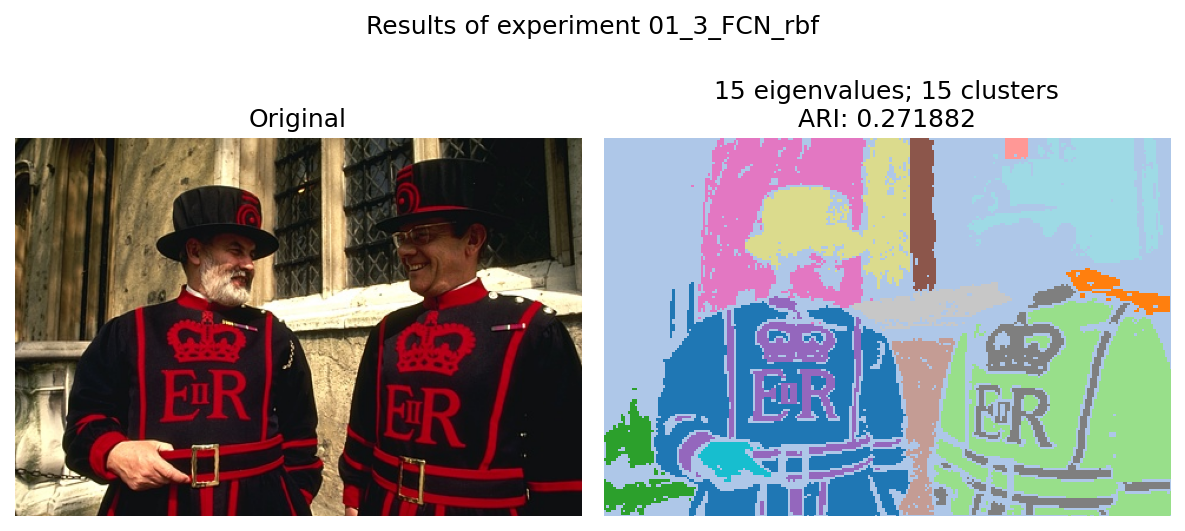 Results of experiment 01_3_FCN_rbf
Original
15 eigenvalues; 15 clusters
ARI: 0.271882
EIIR
EIIR
EIIR
EIIR